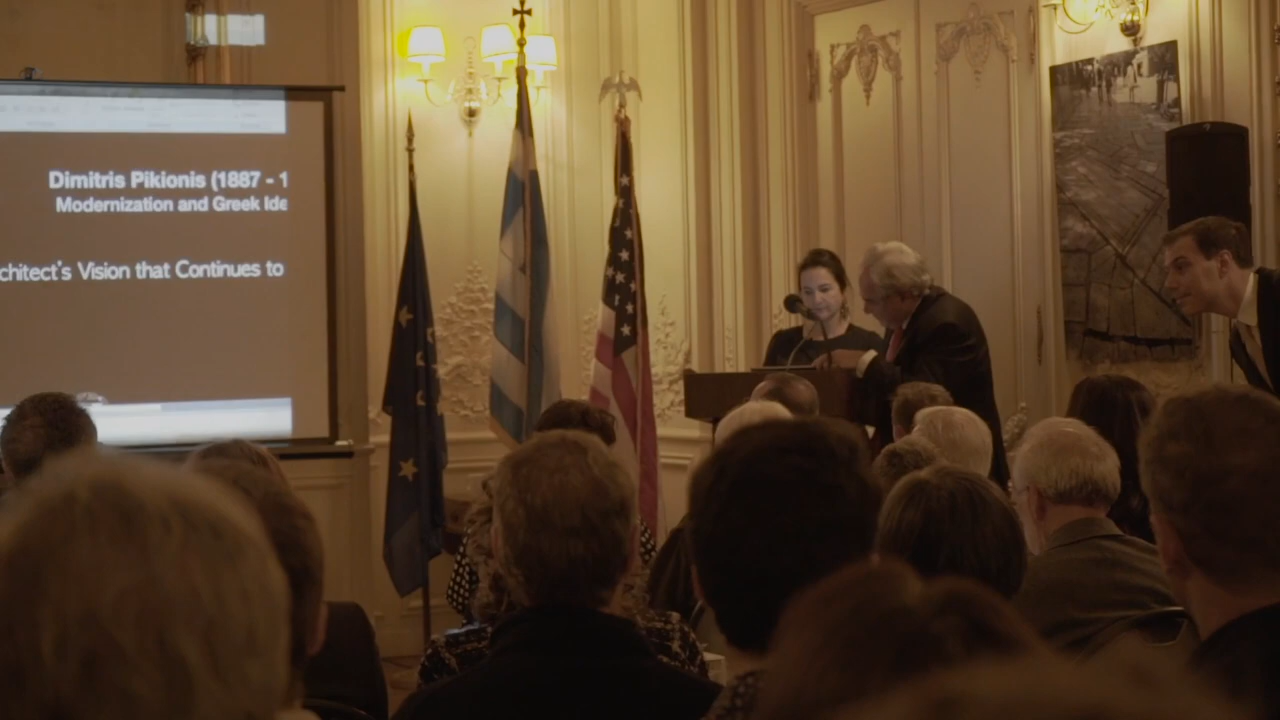 Dimitris Pikionis (1887 - 1
Modernization and Greek Ide
chitect's Vision that Continues to